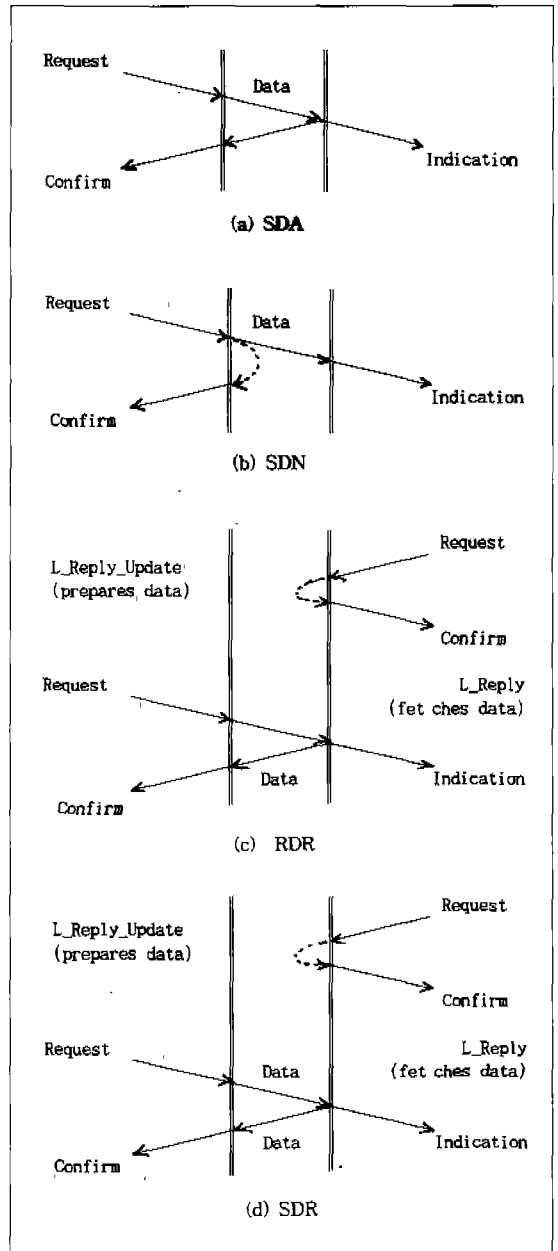 Request
Data
Indication
Confirm
(a) SDA
Request
Data
Indication
Confirm
(b) SDN
Request
L_Reply_Update
(prepares data)
Confirm
Request
L_Reply
(fet ches data)
Data
Indication
Confirm
(c) RDR
Request
L_Reply_Update
(prepares data)
Confirm
Request
L_Reply
Data
(fet ches data)
Data
Indication
Confirm
(d) SDR